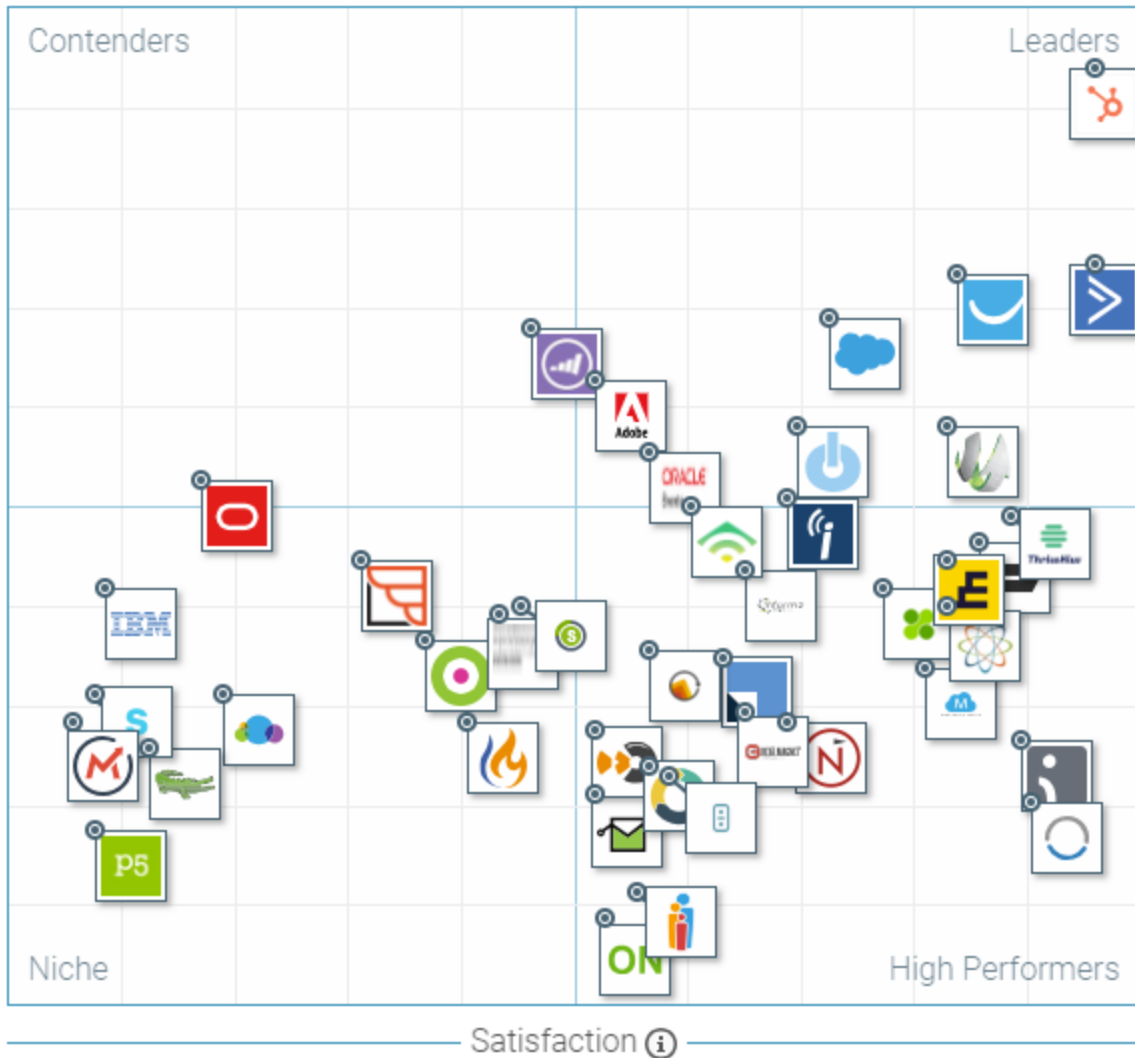 Contenders
Leaders
Adobe
ORACLE
ThriveHive
E
IBM
S
S
M
M
N
P5
ON
Niche
High Performers
Satisfaction i